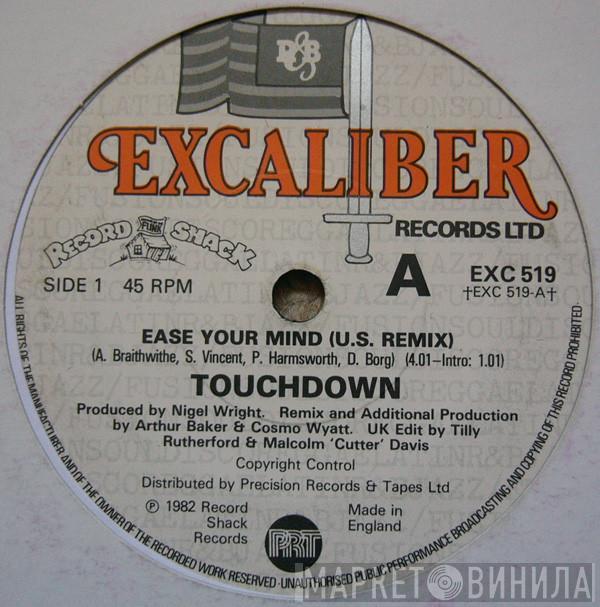 R&B
EXCALIBER
RECORDS LTD
RECORD SHACK
FUNK
SIDE 1 45 RPM
A
EXC 519
†EXC 519-A†
EASE YOUR MIND (U.S. REMIX)
(A. Braithwithe, S. Vincent, P. Harmsworth, D. Borg) (4.01–Intro: 1.01)
TOUCHDOWN
Produced by Nigel Wright. Remix and Additional Production
by Arthur Baker & Cosmo Wyatt. UK Edit by Tilly
Rutherford & Malcolm 'Cutter' Davis
Copyright Control
Distributed by Precision Records & Tapes Ltd
℗ 1982 Record
Shack
Records
PRT
Made in
England
ALL RIGHTS OF THE MANUFACTURER AND OF THE OWNER OF THE RECORDED WORK RESERVED · UNAUTHORISED PUBLIC PERFORMANCE BROADCASTING AND COPYING OF THIS RECORD PROHIBITED ·
МАРКЕТ ВИНИЛА